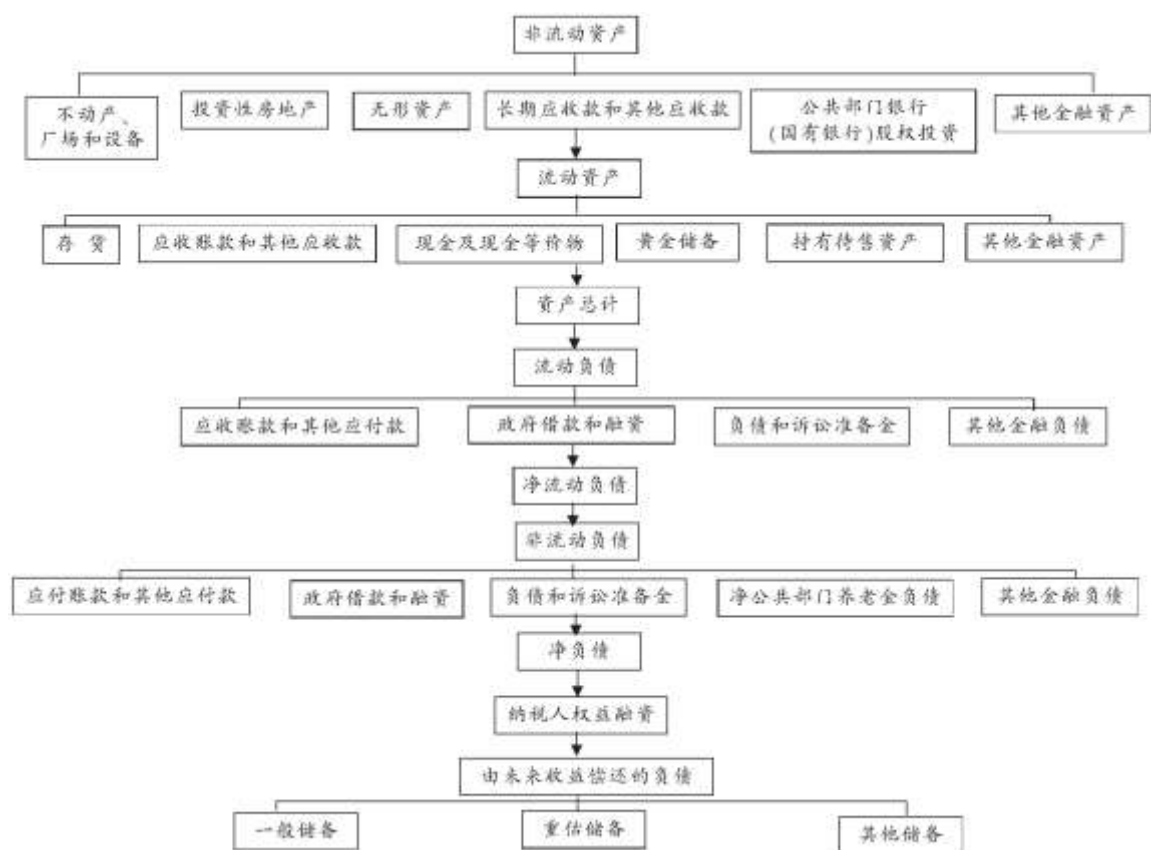 非流动资产
不动产、
厂场和设备
投资性房地产
无形资产
长期应收款和其他应收款
公共部门银行
(国有银行)股权投资
其他金融资产
流动资产
存 货
应收账款和其他应收款
现金及现金等价物
黄金储备
持有待售资产
其他金融资产
资产总计
流动负债
应收账款和其他应付款
政府借款和融资
负债和诉讼准备金
其他金融负债
净流动负债
非流动负债
应付账款和其他应付款
政府借款和融资
负债和诉讼准备金
净公共部门养老金负债
其他金融负债
净负债
纳税人权益融资
由未来收益偿还的负债
一般储备
重估储备
其他储备